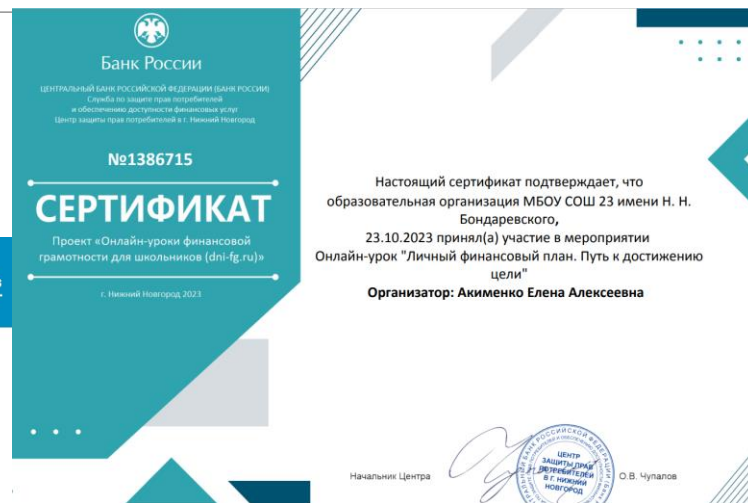 Банк России
ЦЕНТРАЛЬНЫЙ БАНК РОССИЙСКОЙ ФЕДЕРАЦИИ (БАНК РОССИИ)
Служба по защите прав потребителей
и обеспечению доступности финансовых услуг
Центр защиты прав потребителей в г. Нижний Новгород
№1386715
СЕРТИФИКАТ
Проект «Онлайн-уроки финансовой
грамотности для школьников (dni-fg.ru)»
г. Нижний Новгород 2023
Настоящий сертификат подтверждает, что
образовательная организация МБОУ СОШ 23 имени Н. Н.
Бондаревского,
23.10.2023 принял(а) участие в мероприятии
Онлайн-урок "Личный финансовый план. Путь к достижению
цели"
Организатор: Акименко Елена Алексеевна
Начальник Центра
ЦЕНТР
ЗАЩИТЫ ПРАВ
ПОТРЕБИТЕЛЕЙ
В Г. НИЖНИЙ
НОВГОРОД
О.В. Чупалов